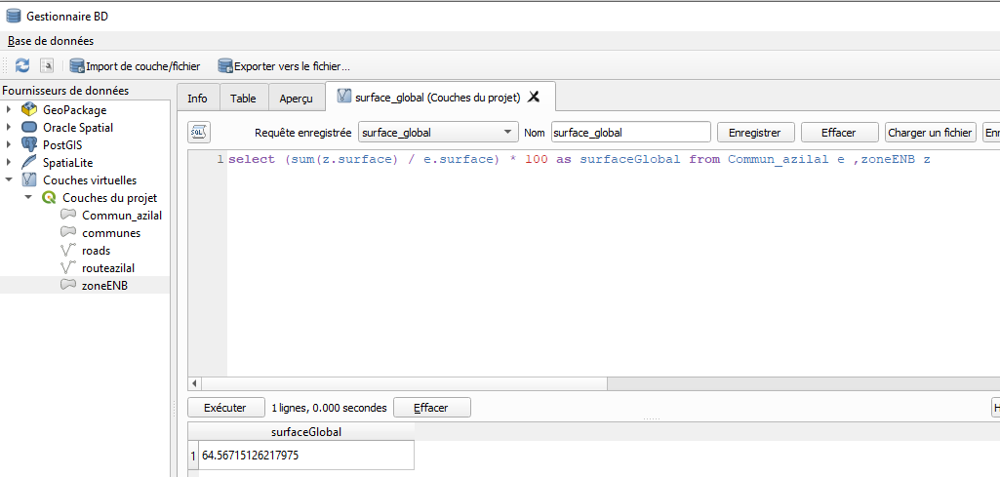 Gestionnaire BD
Base de données
Import de couche/fichier Exporter vers le fichier...
Fournisseurs de données
GeoPackage
Oracle Spatial
PostGIS
SpatiaLite
Couches virtuelles
Couches du projet
Commun_azilal
communes
roads
routeazilal
zoneENB
Info Table Aperçu surface_global (Couches du projet)
SQL Requête enregistrée surface_global Nom surface_global Enregistrer Effacer Charger un fichier Enr
1 select (sum(z.surface) / e.surface) * 100 as surfaceGlobal from Commun_azilal e ,zoneENB z
Exécuter 1 lignes, 0.000 secondes Effacer H
surfaceGlobal
1 64.56715126217975